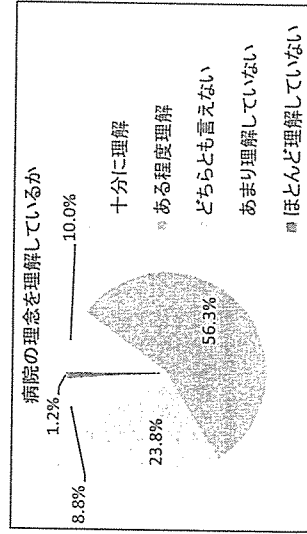 病院の理念を理解しているか
1.2%
10.0%
8.8%
23.8%
56.3%
十分に理解
ある程度理解
どちらとも言えない
あまり理解していない
ほとんど理解していない